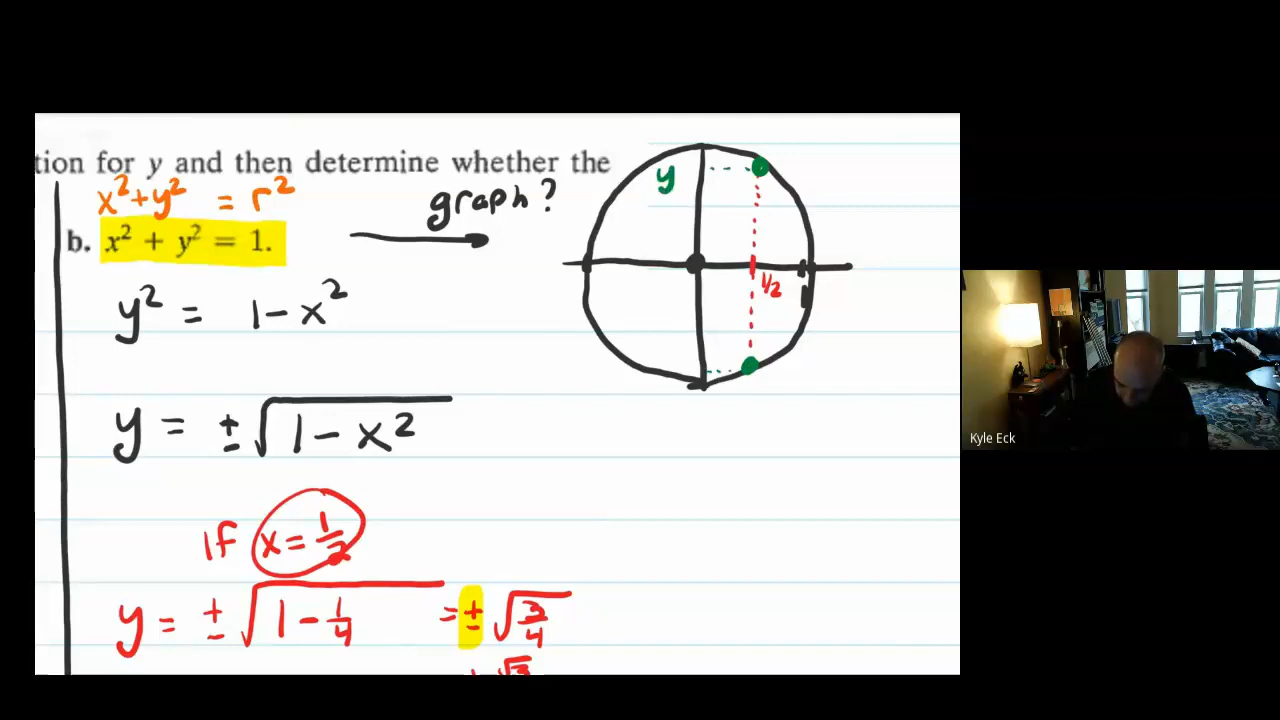 tion for y and then determine whether the
x²+y² = r²
graph?
b. x² + y² = 1.
y
1/2
y² = 1-x²
y = ±√1-x²
If x=1/2
y = ±√1-1/4 = ±√3/4
Kyle Eck